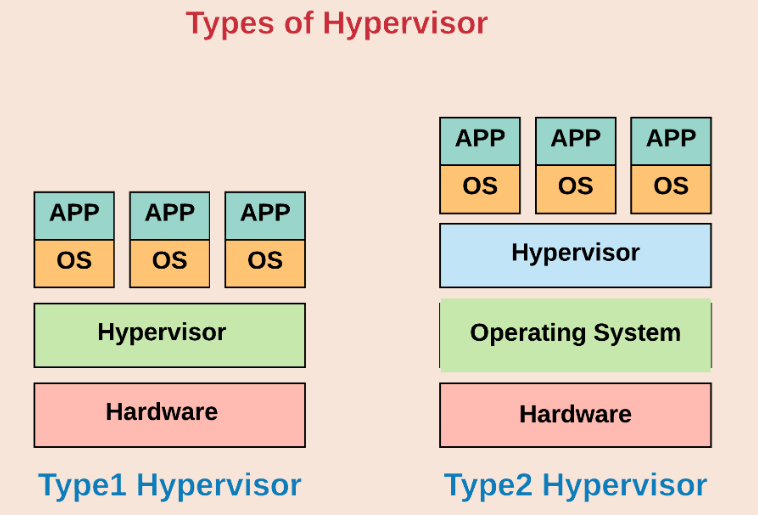 Types of Hypervisor
APP APP APP
OS OS OS
Hypervisor
Hardware
Type1 Hypervisor
APP APP APP
OS OS OS
Hypervisor
Operating System
Hardware
Type2 Hypervisor